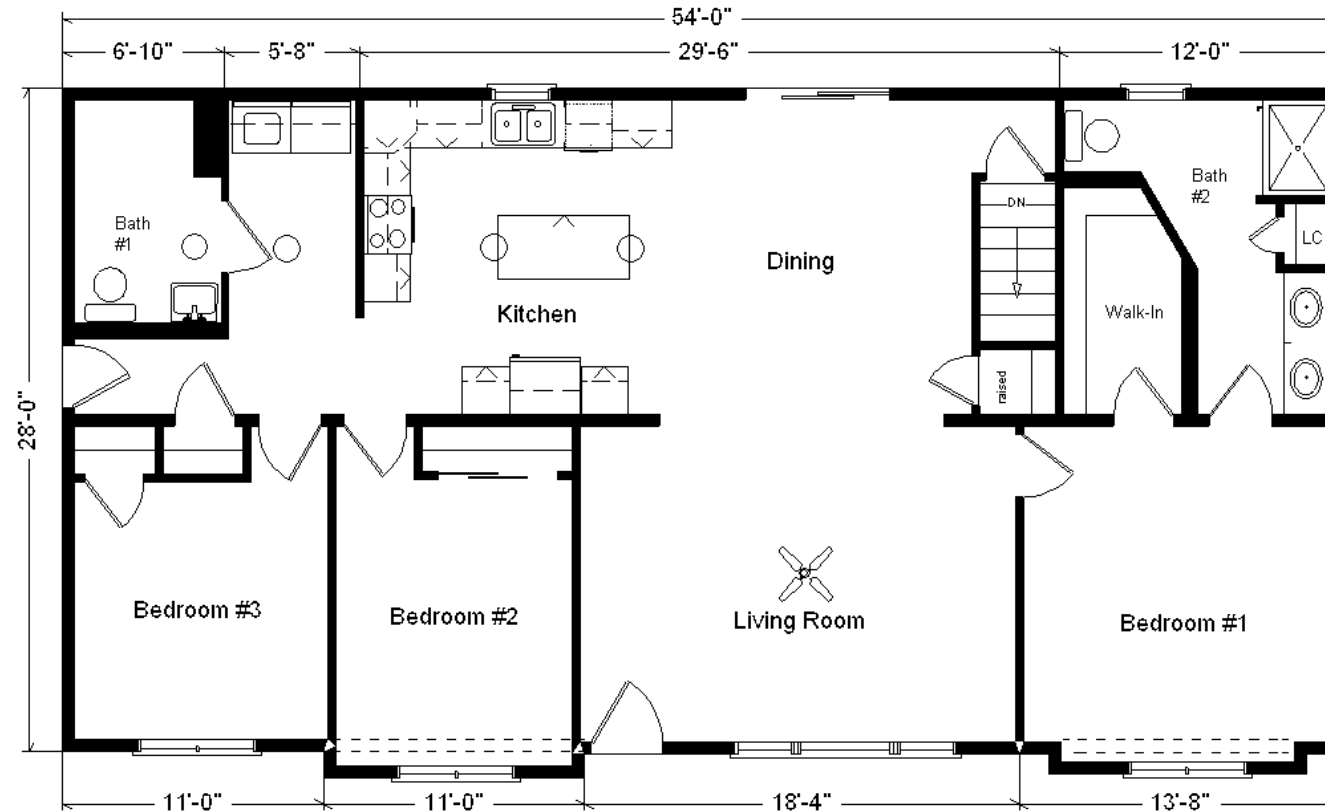 54'-0"
6'-10"
5'-8"
29'-6"
12'-0"
28'-0"
Bath
#1
Kitchen
Dining
DN
raised
Walk-In
Bath
#2
LC
Bedroom #3
Bedroom #2
Living Room
Bedroom #1
11'-0"
11'-0"
18'-4"
13'-8"